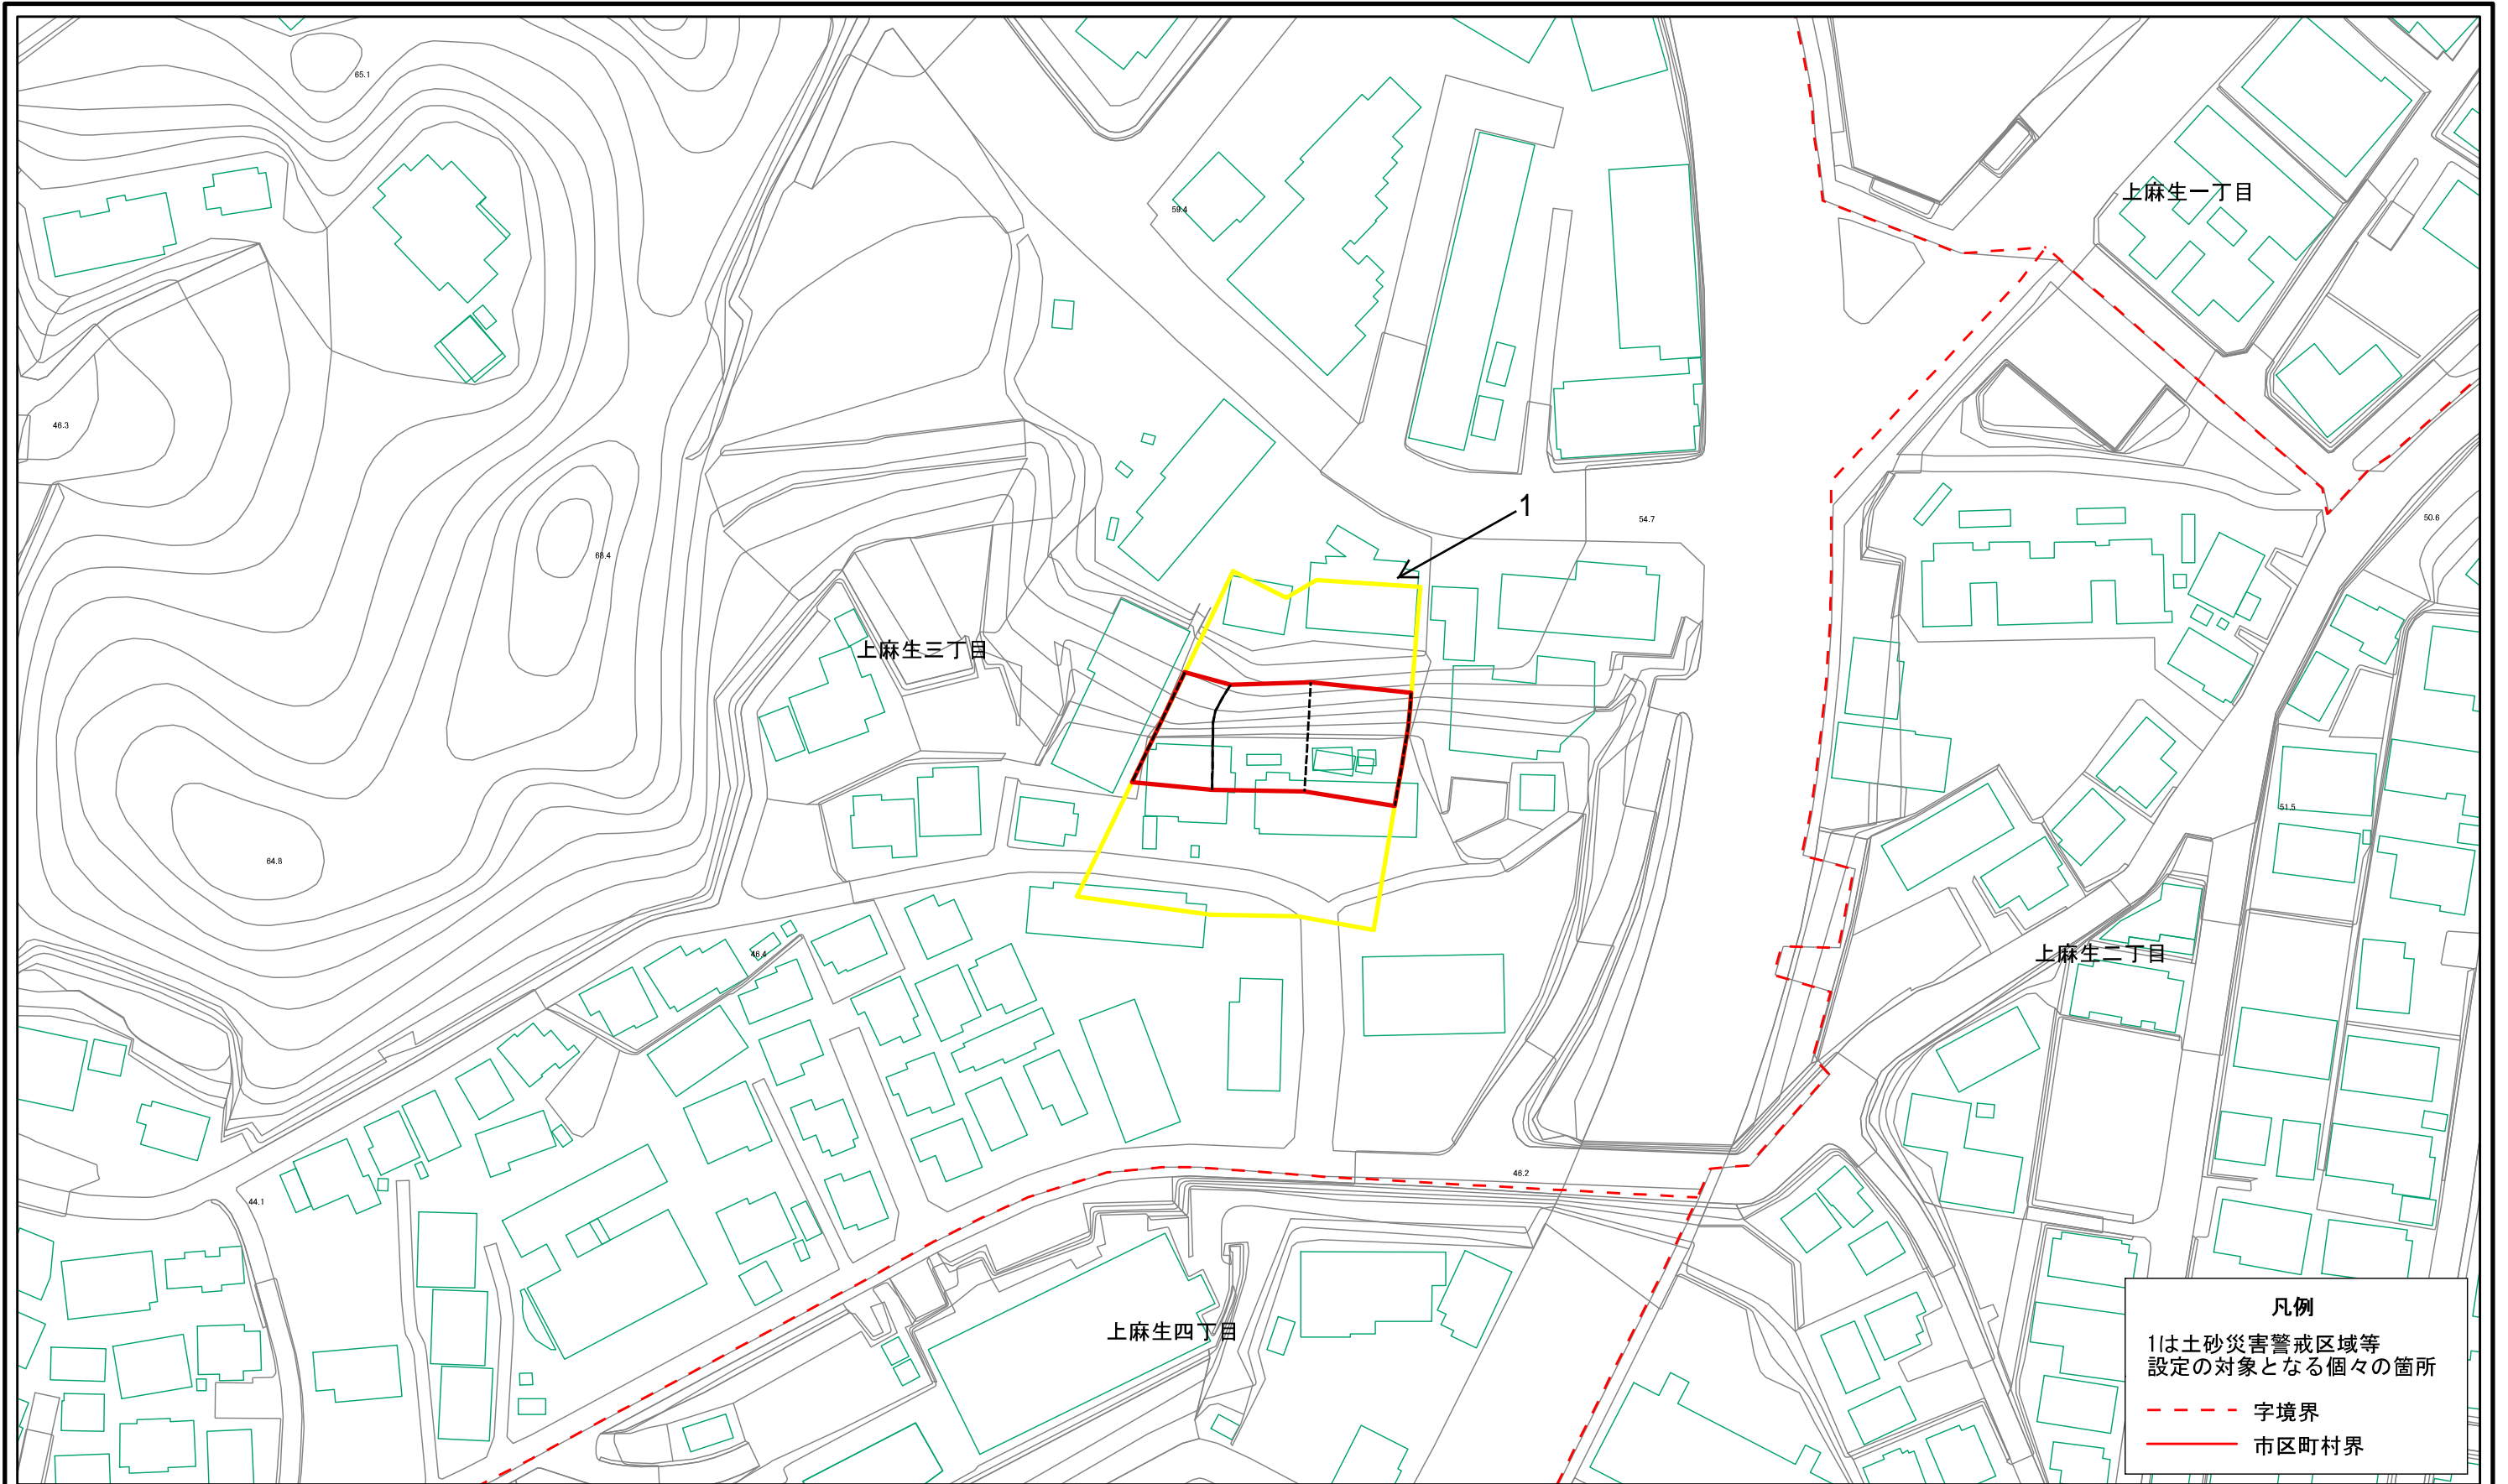 65.1
上麻生一丁目
59.4
46.3
1
54.7
50.6
68.4
上麻生三丁目
51.5
64.8
46.4
上麻生二丁目
46.2
44.1
上麻生四丁目
凡例
1は土砂災害警戒区域等
設定の対象となる個々の箇所
字境界
市区町村界